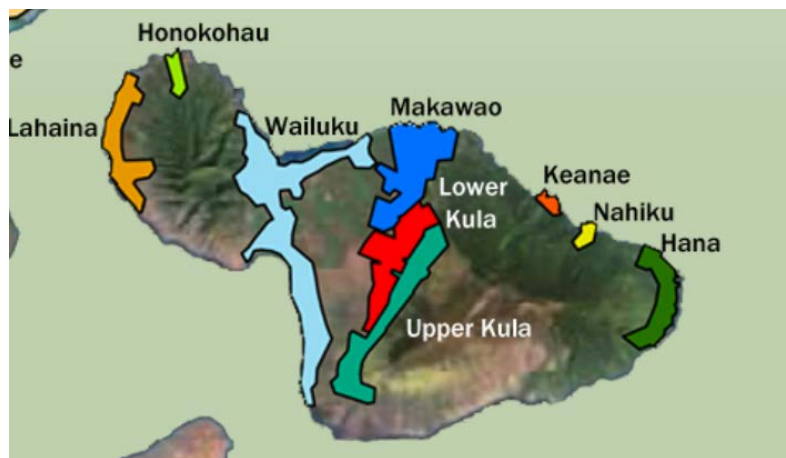 Honokohau
e
Lahaina
Wailuku
Makawao
Lower
Kula
Keanae
Nahiku
Hana
Upper Kula